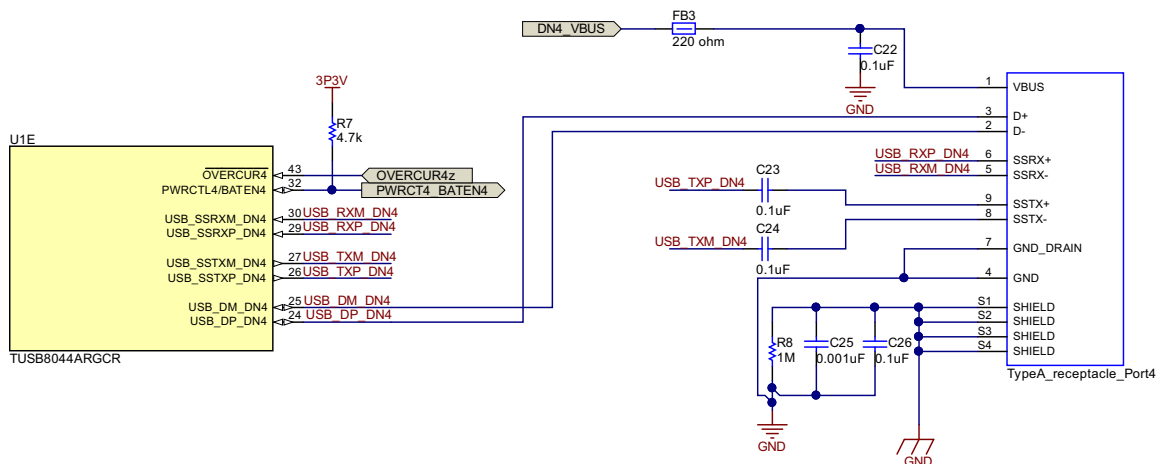 DN4_VBUS
FB3
220 ohm
C22
0.1uF
GND
3P3V
R7
4.7k
U1E
OVERCUR4 43 OVERCUR4z
PWRCTL4/BATEN4 32 PWRCT4_BATEN4
USB_SSRXM_DN4 30 USB_RXM_DN4
USB_SSRXP_DN4 29 USB_RXP_DN4
USB_SSTXM_DN4 27 USB_TXM_DN4
USB_SSTXP_DN4 26 USB_TXP_DN4
USB_DM_DN4 25 USB_DM_DN4
USB_DP_DN4 24 USB_DP_DN4
TUSB8044ARGCR
USB_TXP_DN4
C23
0.1uF
USB_TXM_DN4
C24
0.1uF
1 VBUS
3 D+
2 D-
USB_RXP_DN4 6 SSRX+
USB_RXM_DN4 5 SSRX-
9 SSTX+
8 SSTX-
7 GND_DRAIN
4 GND
S1 SHIELD
S2 SHIELD
S3 SHIELD
S4 SHIELD
TypeA_receptacle_Port4
R8
1M
C25
0.001uF
C26
0.1uF
GND
GND